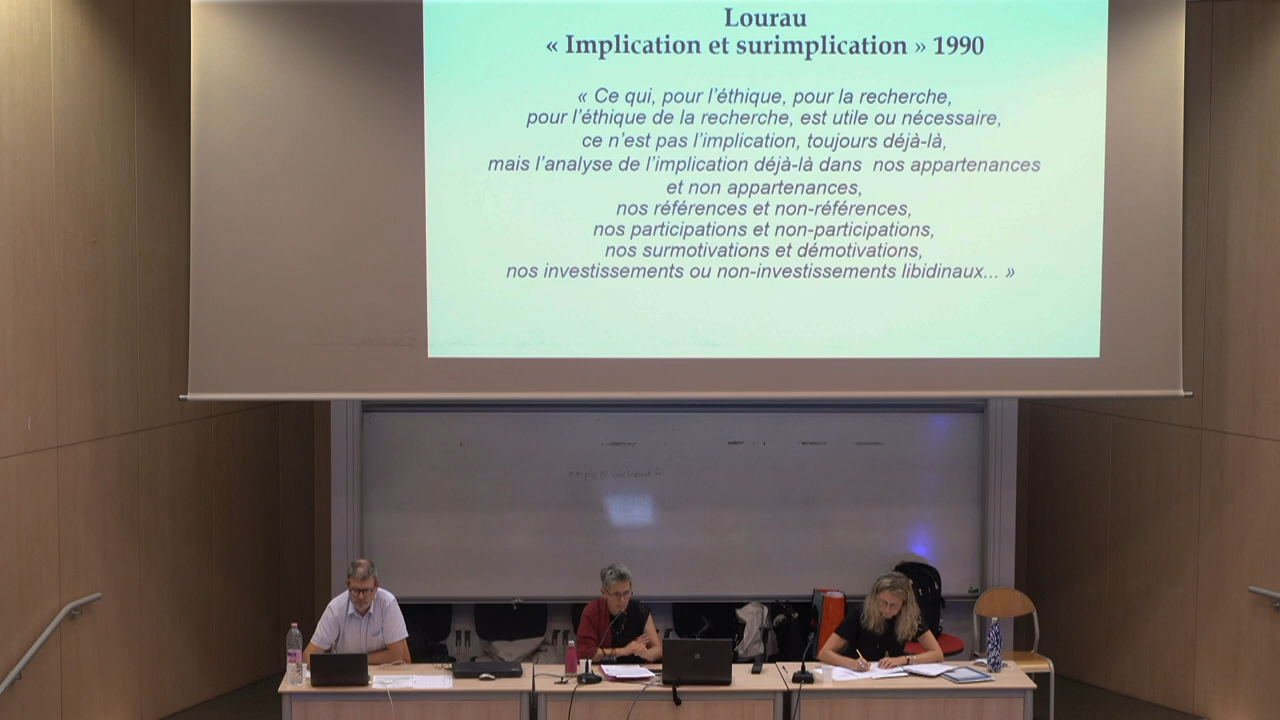 Lourau
« Implication et surimplication » 1990
« Ce qui, pour l’éthique, pour la recherche,
pour l’éthique de la recherche, est utile ou nécessaire,
ce n’est pas l’implication, toujours déjà-là,
mais l’analyse de l’implication déjà-là dans nos appartenances
et non appartenances,
nos références et non-références,
nos participations et non-participations,
nos surmotivations et démotivations,
nos investissements ou non-investissements libidinaux... »